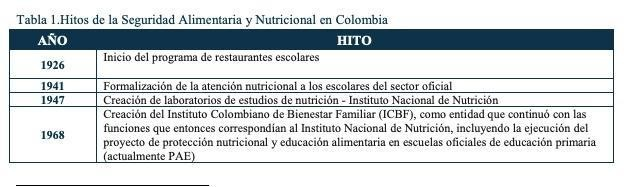 Tabla 1.Hitos de la Seguridad Alimentaria y Nutricional en Colombia
AÑO HITO
1926 Inicio del programa de restaurantes escolares
1941 Formalización de la atención nutricional a los escolares del sector oficial
1947 Creación de laboratorios de estudios de nutrición - Instituto Nacional de Nutrición
1968 Creación del Instituto Colombiano de Bienestar Familiar (ICBF), como entidad que continuó con las
funciones que entonces correspondían al Instituto Nacional de Nutrición, incluyendo la ejecución del
proyecto de protección nutricional y educación alimentaria en escuelas oficiales de educación primaria
(actualmente PAE)